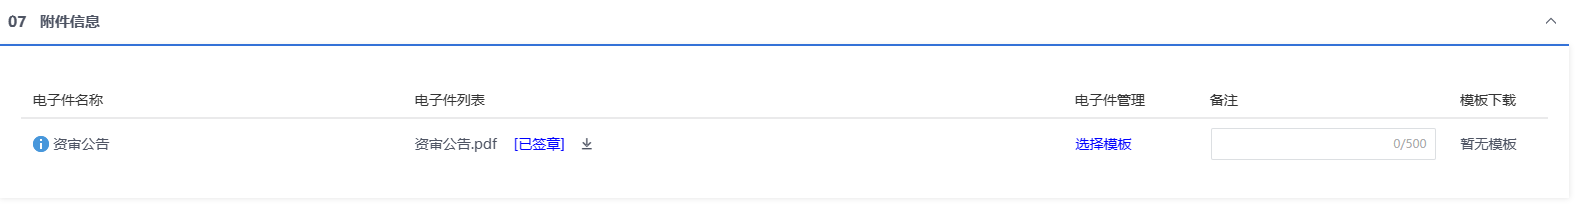 07 附件信息
电子件名称 电子件列表 电子件管理 备注 模板下载
资审公告 资审公告.pdf [已签章] 选择模板 0/500 暂无模板